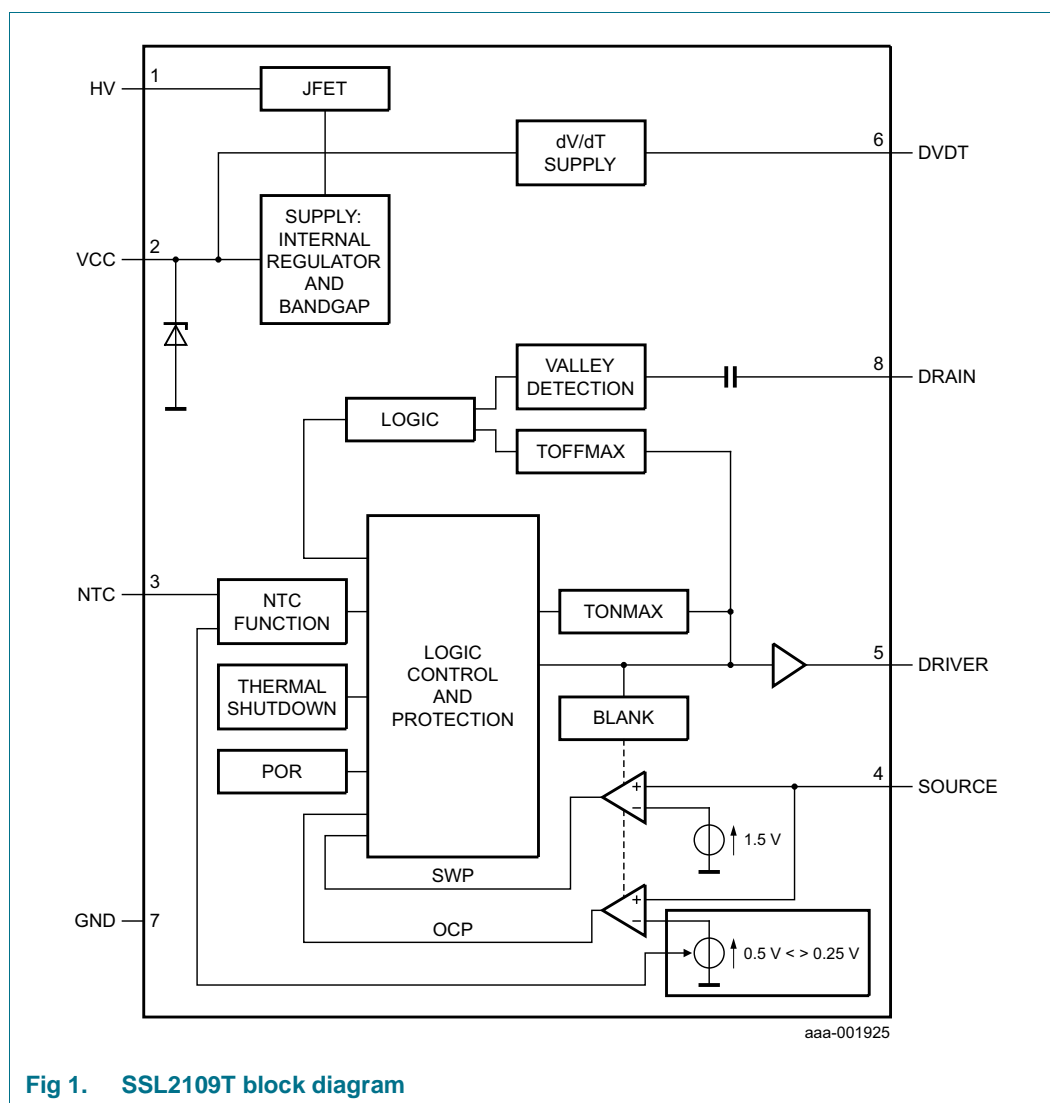 1
HV
JFET
dV/dT
SUPPLY
6
DVDT
SUPPLY:
INTERNAL
REGULATOR
AND
BANDGAP
2
VCC
VALLEY
DETECTION
8
DRAIN
LOGIC
TOFFMAX
3
NTC
NTC
FUNCTION
TONMAX
LOGIC
CONTROL
AND
PROTECTION
5
DRIVER
THERMAL
SHUTDOWN
BLANK
POR
4
SOURCE
+
−
1.5 V
SWP
+
−
OCP
0.5 V < > 0.25 V
GND
7
aaa-001925
Fig 1. SSL2109T block diagram